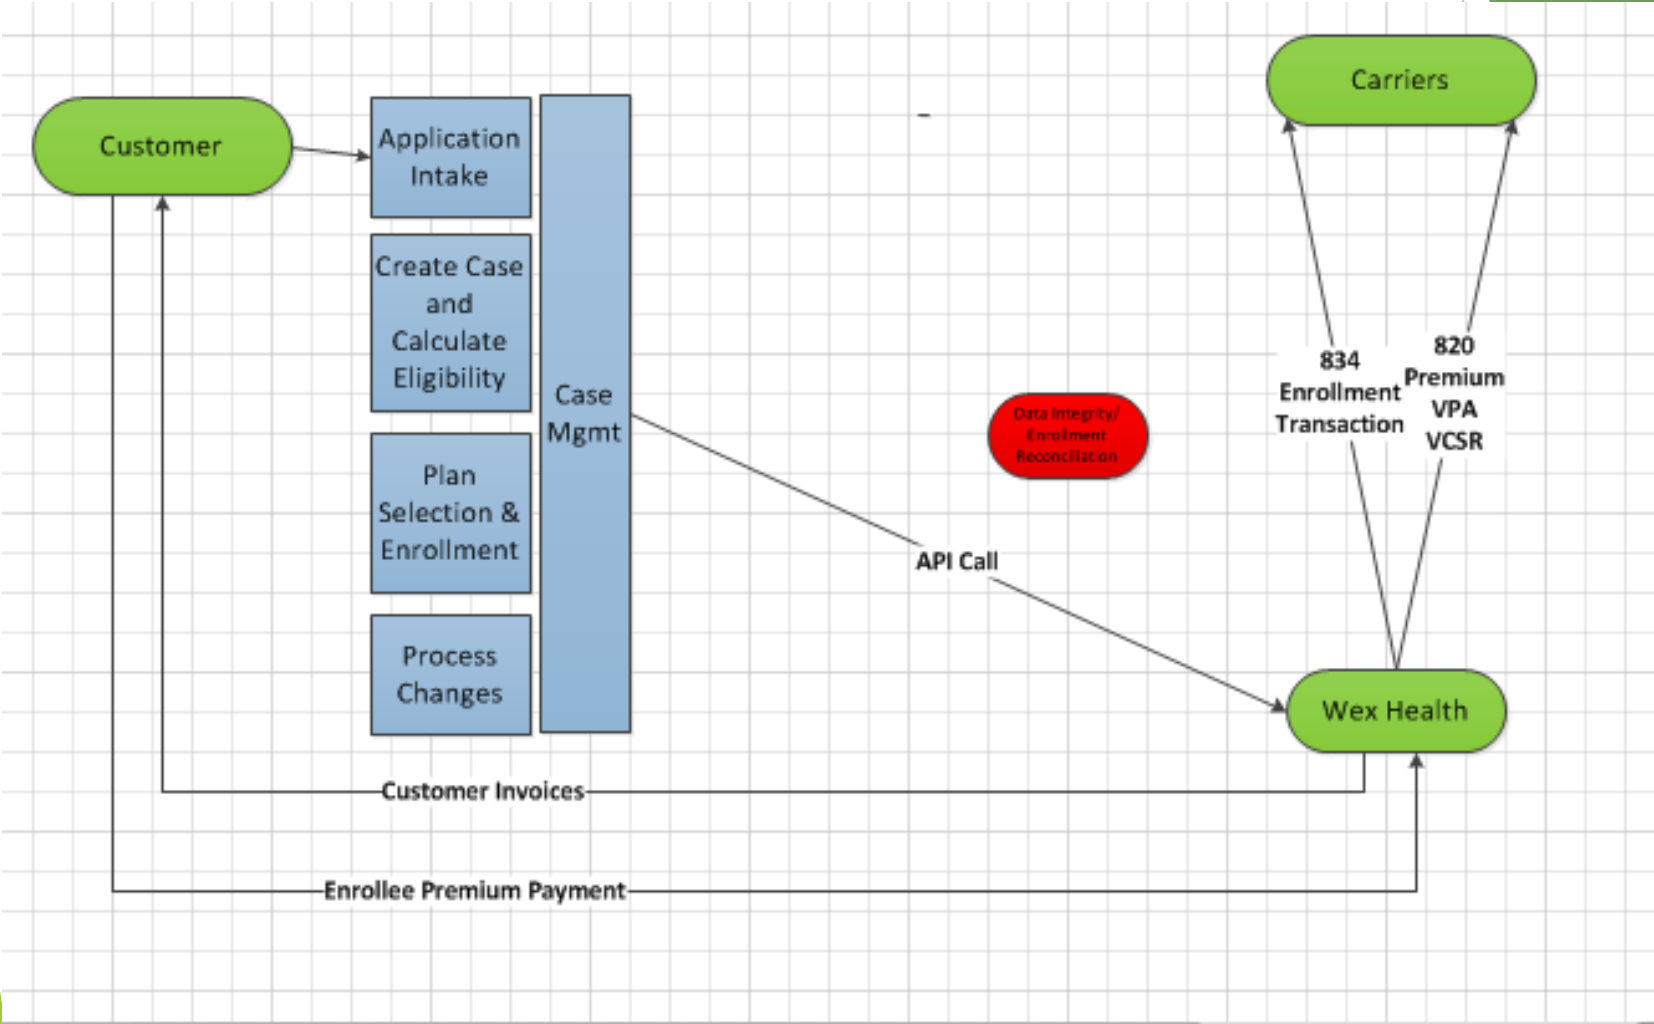 Carriers
Customer
Application
Intake
Create Case
and
Calculate
Eligibility
Case
Mgmt
Plan
Selection &
Enrollment
Process
Changes
Data Integrity/
Enrollment
Reconciliation
834
Enrollment
Transaction
820
Premium
VPA
VCSR
API Call
Wex Health
Customer Invoices
Enrollee Premium Payment